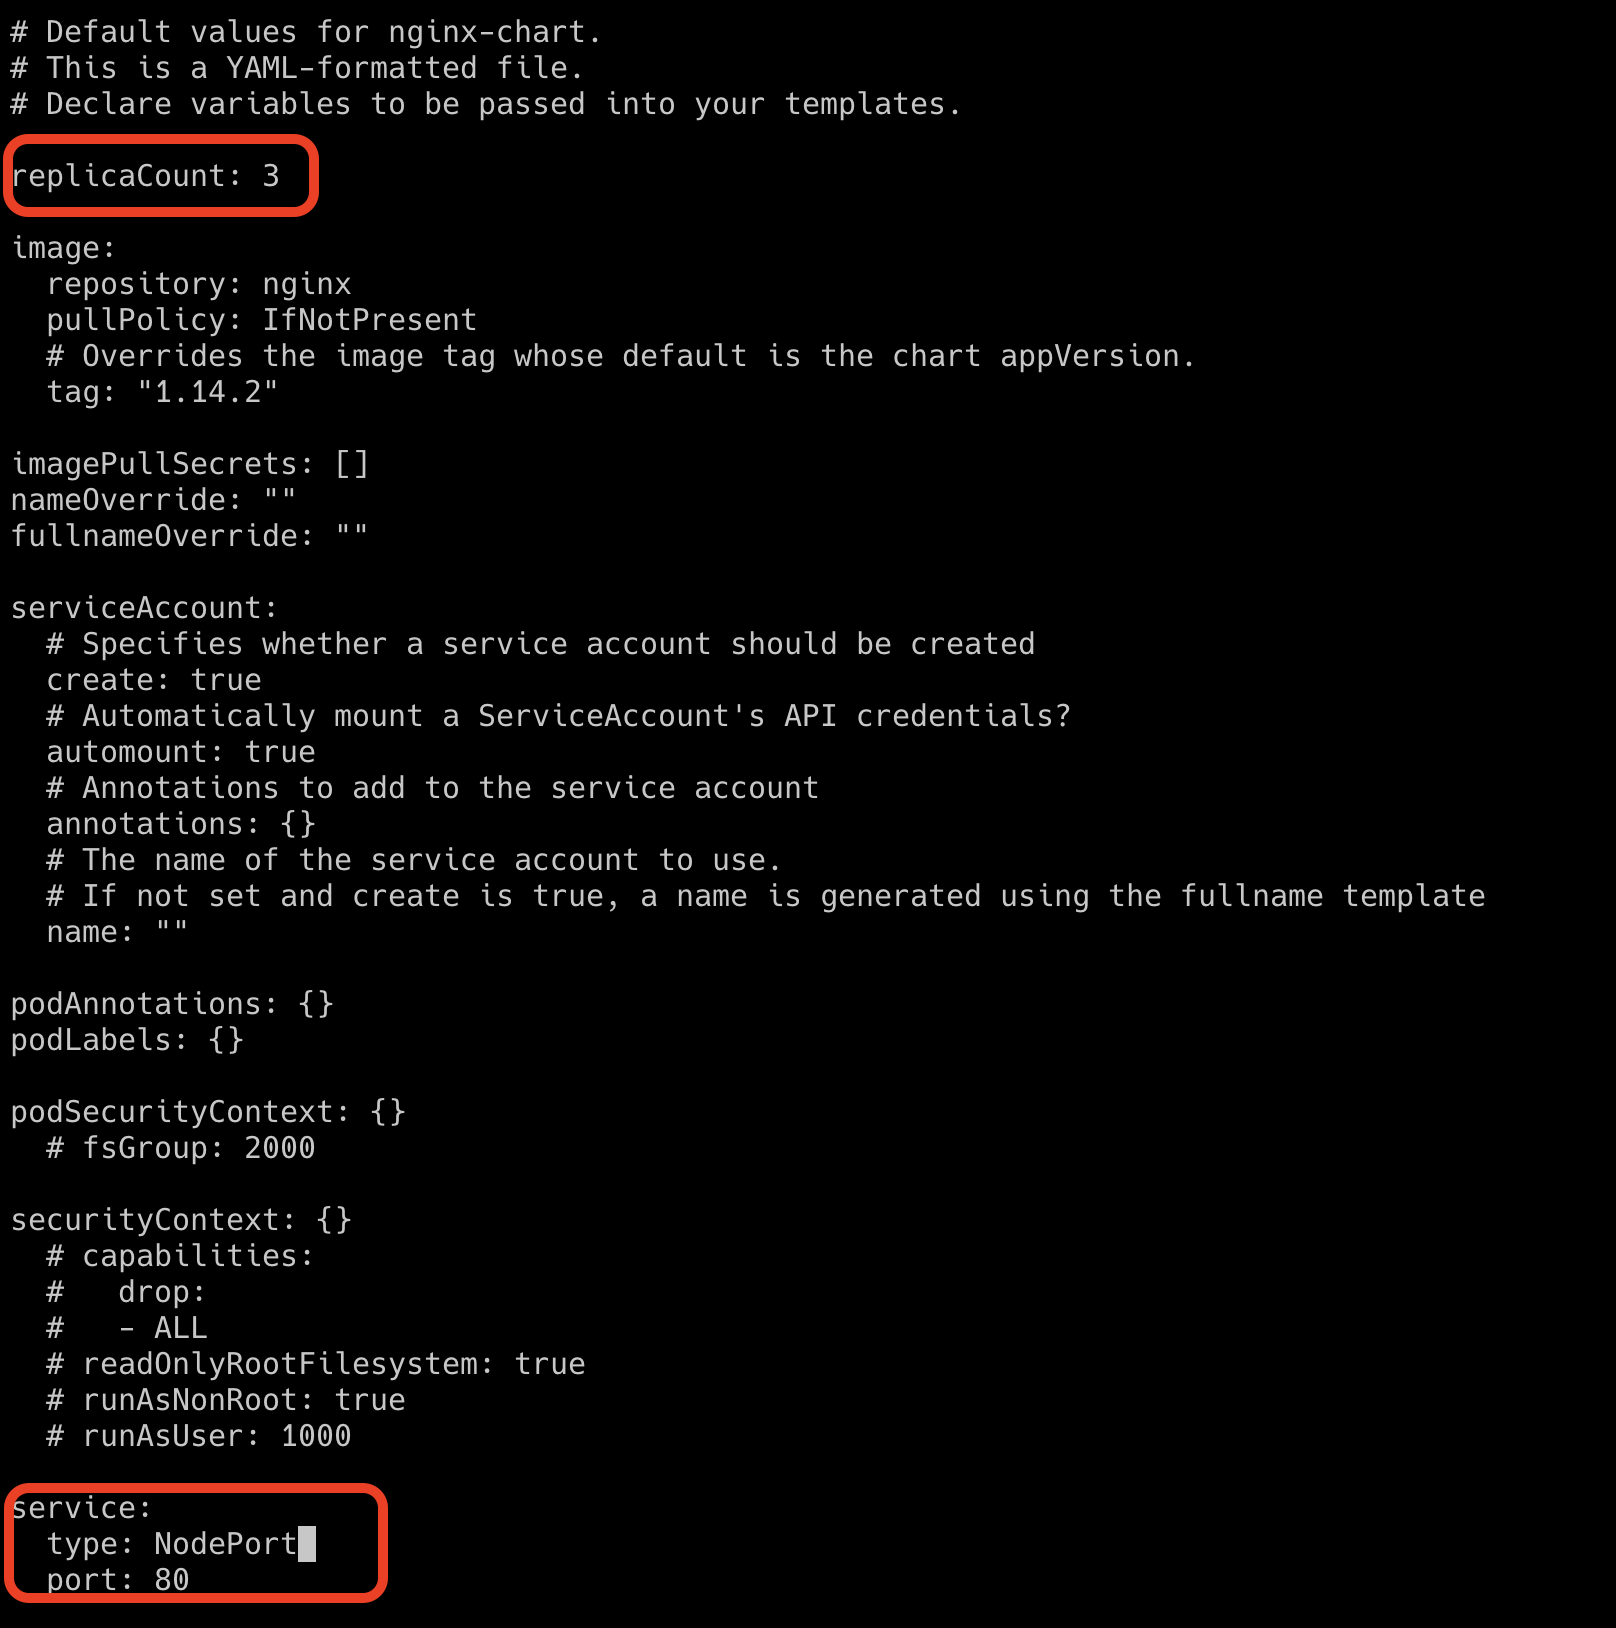 # Default values for nginx-chart.
# This is a YAML-formatted file.
# Declare variables to be passed into your templates.
replicaCount: 3
image:
  repository: nginx
  pullPolicy: IfNotPresent
  # Overrides the image tag whose default is the chart appVersion.
  tag: "1.14.2"
imagePullSecrets: []
nameOverride: ""
fullnameOverride: ""
serviceAccount:
  # Specifies whether a service account should be created
  create: true
  # Automatically mount a ServiceAccount's API credentials?
  automount: true
  # Annotations to add to the service account
  annotations: {}
  # The name of the service account to use.
  # If not set and create is true, a name is generated using the fullname template
  name: ""
podAnnotations: {}
podLabels: {}
podSecurityContext: {}
  # fsGroup: 2000
securityContext: {}
  # capabilities:
  #   drop:
  #   - ALL
  # readOnlyRootFilesystem: true
  # runAsNonRoot: true
  # runAsUser: 1000
service:
  type: NodePort
  port: 80